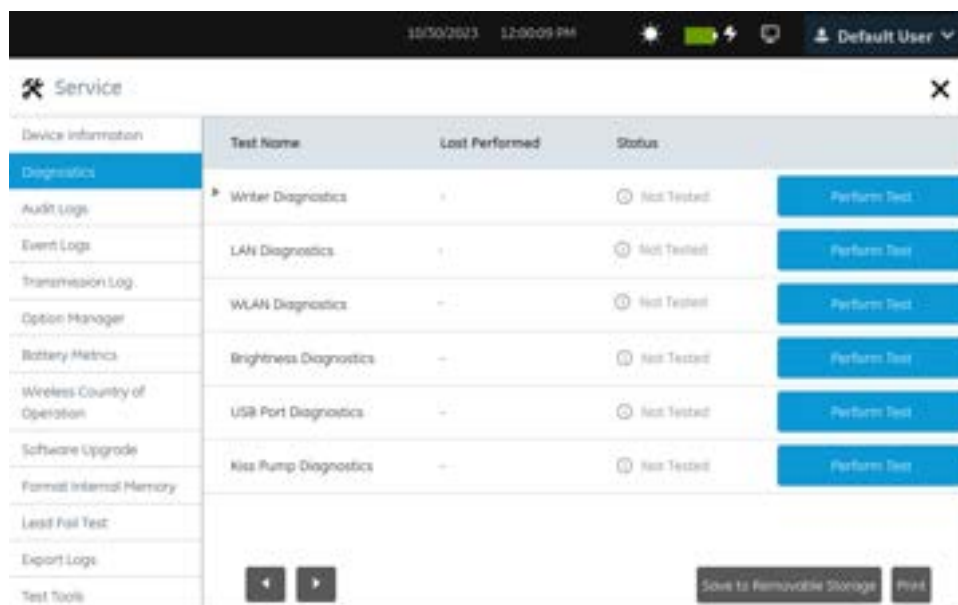 10/30/2023 12:00:09 PM Default User
Service
Device Information
Diagnostics
Audit Logs
Event Logs
Transmission Log
Option Manager
Battery Metrics
Wireless Country of
Operation
Software Upgrade
Format Internal Memory
Lead Fail Test
Export Logs
Test Tools
Test Name Last Performed Status
Writer Diagnostics - Not Tested Perform Test
LAN Diagnostics - Not Tested Perform Test
WLAN Diagnostics - Not Tested Perform Test
Brightness Diagnostics - Not Tested Perform Test
USB Port Diagnostics - Not Tested Perform Test
Kiss Pump Diagnostics - Not Tested Perform Test
Save to Removable Storage Print